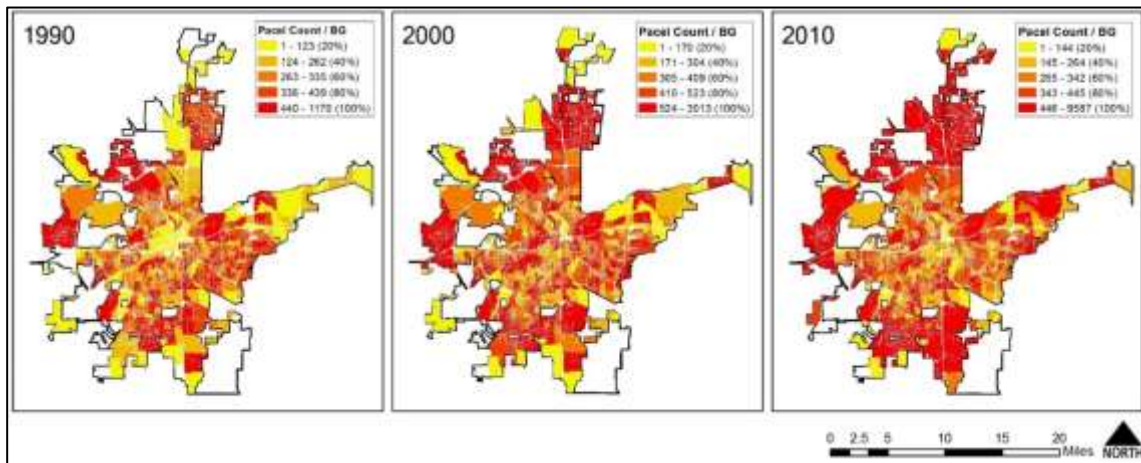 1990
Pacel Count / BG
1 - 123 (20%)
124 - 262 (40%)
263 - 335 (60%)
336 - 439 (80%)
440 - 1170 (100%)
2000
Pacel Count / BG
1 - 170 (20%)
171 - 304 (40%)
305 - 409 (60%)
410 - 523 (80%)
524 - 3013 (100%)
2010
Pacel Count / BG
1 - 144 (20%)
145 - 264 (40%)
265 - 342 (60%)
343 - 445 (80%)
446 - 9587 (100%)
0 2.5 5 10 15 20
Miles
NORTH